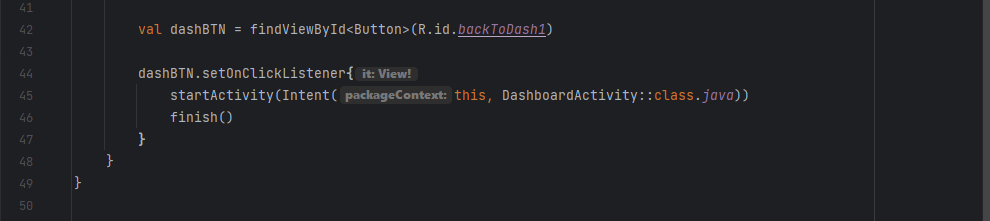 41
42 val dashBTN = findViewById<Button>(R.id.backToDash1)
43
44 dashBTN.setOnClickListener{ it: View!
45 startActivity(Intent( packageContext: this, DashboardActivity::class.java))
46 finish()
47 }
48 }
49 }
50